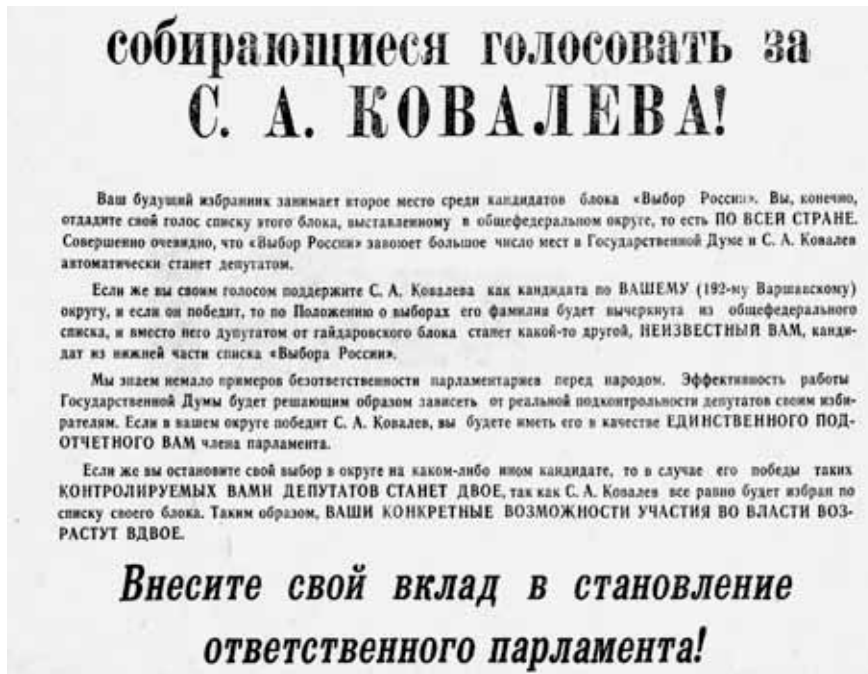 собирающиеся голосовать за
С. А. КОВАЛЕВА!
Ваш будущий избранник занимает второе место среди кандидатов блока «Выбор России». Вы, конечно,
отдадите свой голос списку этого блока, выставленному в общефедеральном округе, то есть ПО ВСЕЙ СТРАНЕ.
Совершенно очевидно, что «Выбор России» завоюет большое число мест в Государственной Думе и С. А. Ковалев
автоматически станет депутатом.
Если же вы своим голосом поддержите С. А. Ковалева как кандидата по ВАШЕМУ (192-му Варшавскому)
округу, и если он победит, то по Положению о выборах его фамилия будет вычеркнута из общефедерального
списка, и вместо него дупутатом от гайдаровского блока станет какой-то другой, НЕИЗВЕСТНЫЙ ВАМ, канди-
дат из нижней части списка «Выбора России».
Мы знаем немало примеров безответственности парламентариев перед народом. Эффективность работы
Государственной Думы будет решающим образом зависеть от реальной подконтрольности депутатов своим изби-
рателям. Если в вашем округе победит С. А. Ковалев, вы будете иметь его в качестве ЕДИНСТВЕННОГО ПОД-
ОТЧЕТНОГО ВАМ члена парламента.
Если же вы остановите свой выбор в округе на каком-либо ином кандидате, то в случае его победы таких
КОНТРОЛИРУЕМЫХ ВАМИ ДЕПУТАТОВ СТАНЕТ ДВОЕ, так как С. А. Ковалев все равно будет избран по
списку своего блока. Таким образом, ВАШИ КОНКРЕТНЫЕ ВОЗМОЖНОСТИ УЧАСТИЯ ВО ВЛАСТИ ВОЗ-
РАСТУТ ВДВОЕ.
Внесите свой вклад в становление
ответственного парламента!